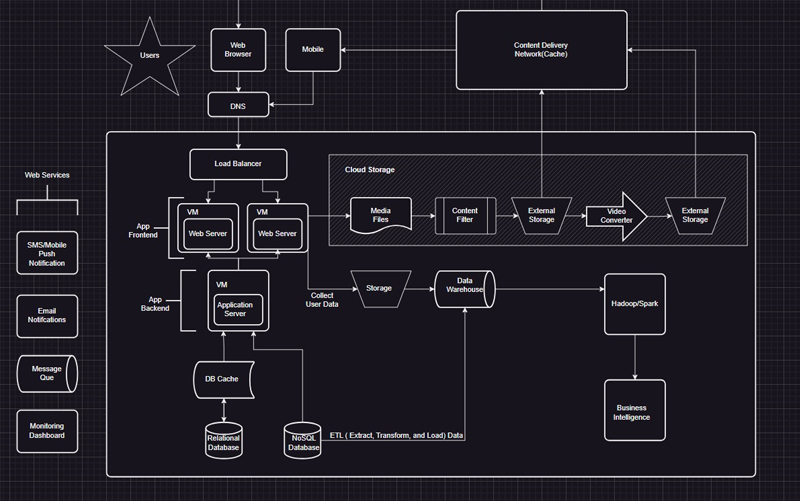 Users
Web
Browser
Mobile
Content Delivery
Network(Cache)
DNS
Load Balancer
Cloud Storage
Web Services
App
Frontend
VM
Web Server
VM
Web Server
Media
Files
Content
Filter
External
Storage
Video
Converter
External
Storage
SMS/Mobile
Push
Notification
App
Backend
VM
Application
Server
Collect
User Data
Storage
Data
Warehouse
Hadoop/Spark
Email
Notifcations
Message
Que
DB Cache
Business
Intelligence
Monitoring
Dashboard
Relational
Database
NoSQL
Database
ETL ( Extract, Transform, and Load) Data